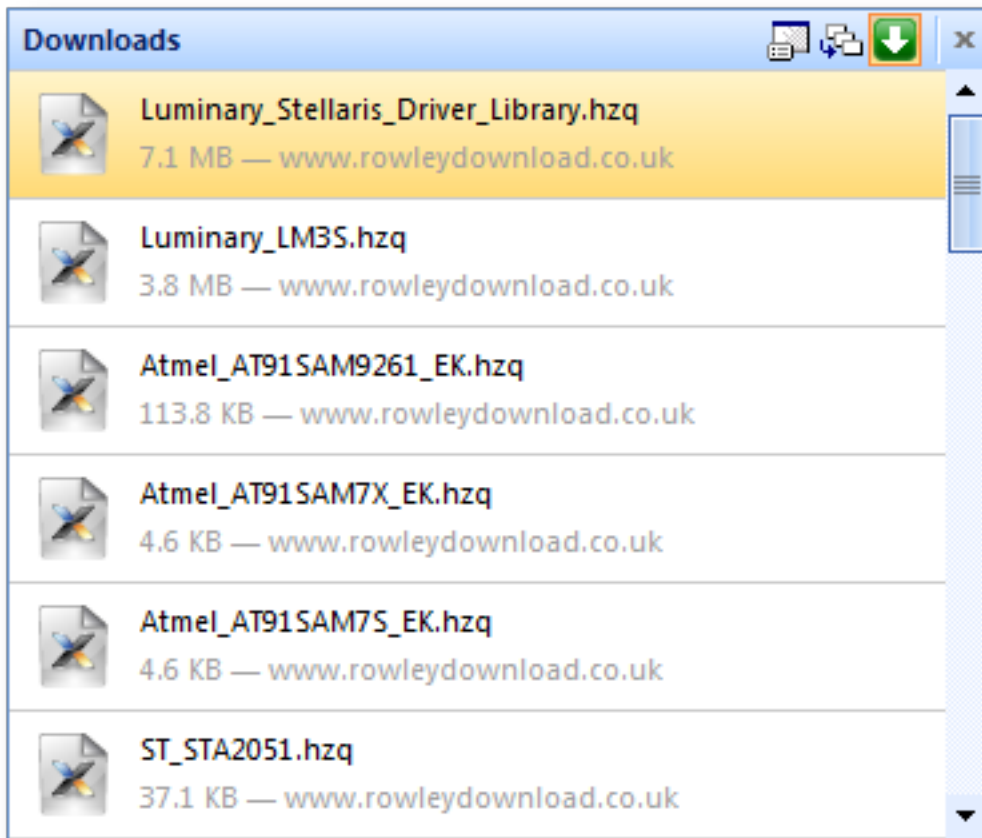 Downloads
Luminary_Stellaris_Driver_Library.hzq
7.1 MB — www.rowleydownload.co.uk
Luminary_LM3S.hzq
3.8 MB — www.rowleydownload.co.uk
Atmel_AT91SAM9261_EK.hzq
113.8 KB — www.rowleydownload.co.uk
Atmel_AT91SAM7X_EK.hzq
4.6 KB — www.rowleydownload.co.uk
Atmel_AT91SAM7S_EK.hzq
4.6 KB — www.rowleydownload.co.uk
ST_STA2051.hzq
37.1 KB — www.rowleydownload.co.uk